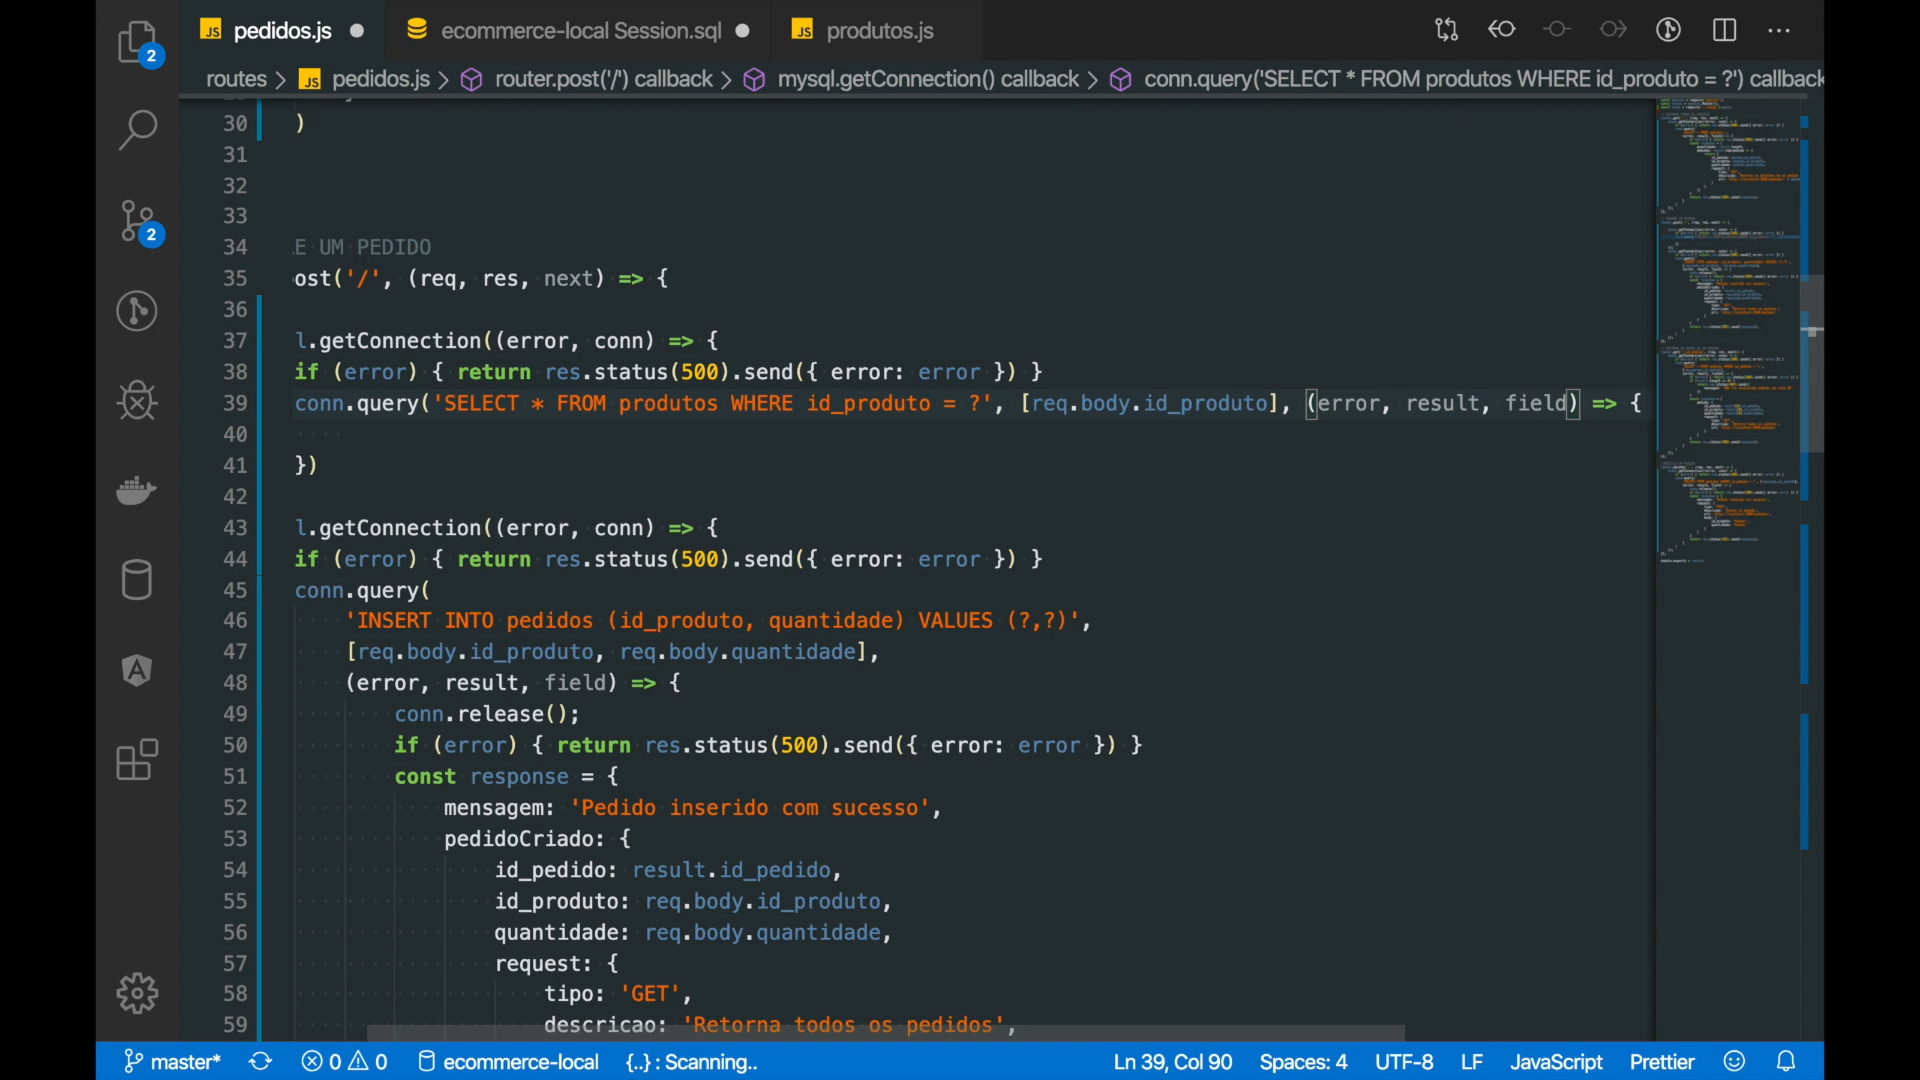 pedidos.js
ecommerce-local Session.sql
JS produtos.js
routes > JS pedidos.js > router.post('/') callback > mysql.getConnection() callback > conn.query('SELECT * FROM produtos WHERE id_produto = ?') callback
30 )
31
32
33
34 E UM PEDIDO
35 ost('/', (req, res, next) => {
36
37 l.getConnection((error, conn) => {
38 if (error) { return res.status(500).send({ error: error }) }
39 conn.query('SELECT * FROM produtos WHERE id_produto = ?', [req.body.id_produto], (error, result, field) => {
40
41 })
42
43 l.getConnection((error, conn) => {
44 if (error) { return res.status(500).send({ error: error }) }
45 conn.query(
46 'INSERT INTO pedidos (id_produto, quantidade) VALUES (?,?)',
47 [req.body.id_produto, req.body.quantidade],
48 (error, result, field) => {
49 conn.release();
50 if (error) { return res.status(500).send({ error: error }) }
51 const response = {
52 mensagem: 'Pedido inserido com sucesso',
53 pedidoCriado: {
54 id_pedido: result.id_pedido,
55 id_produto: req.body.id_produto,
56 quantidade: req.body.quantidade,
57 request: {
58 tipo: 'GET',
59 descricao: 'Retorna todos os pedidos',
2
2
master* 0 0 ecommerce-local {..} : Scanning.. Ln 39, Col 90 Spaces: 4 UTF-8 LF JavaScript Prettier